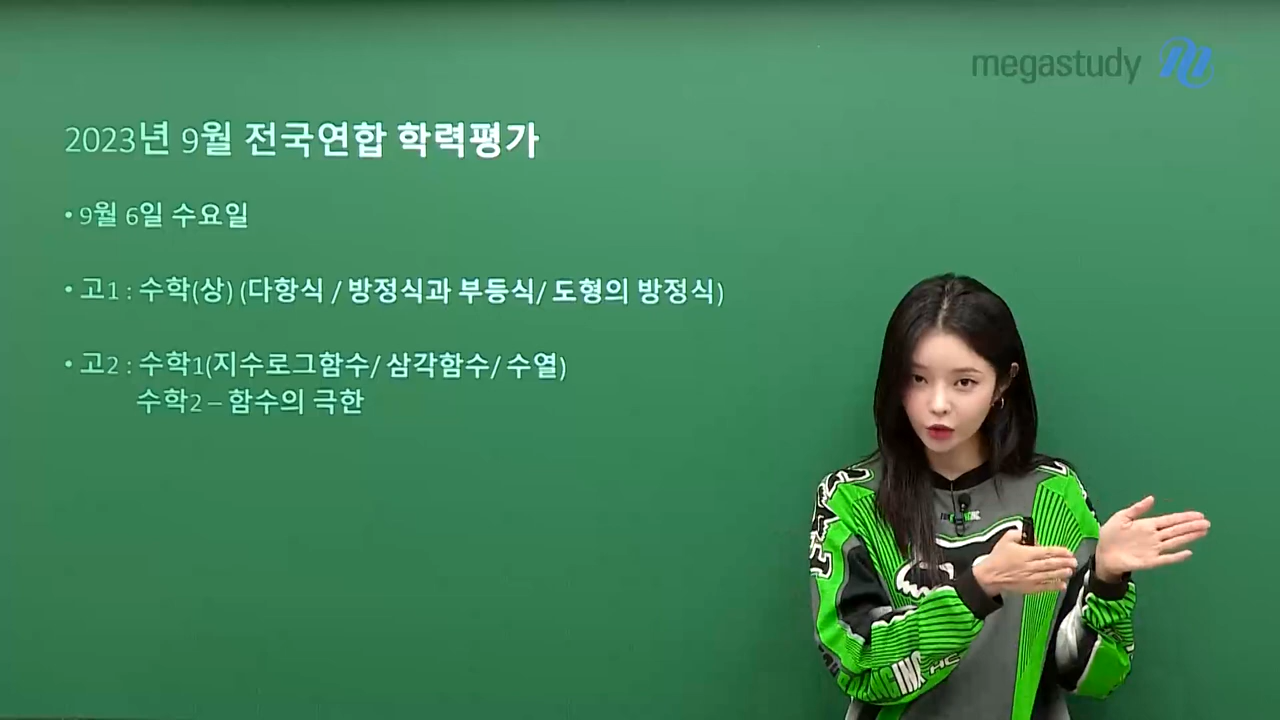 megastudy
2023년 9월 전국연합 학력평가
• 9월 6일 수요일
• 고1 : 수학(상) (다항식 / 방정식과 부등식/ 도형의 방정식)
• 고2 : 수학1(지수로그함수/ 삼각함수/ 수열)
수학2 – 함수의 극한